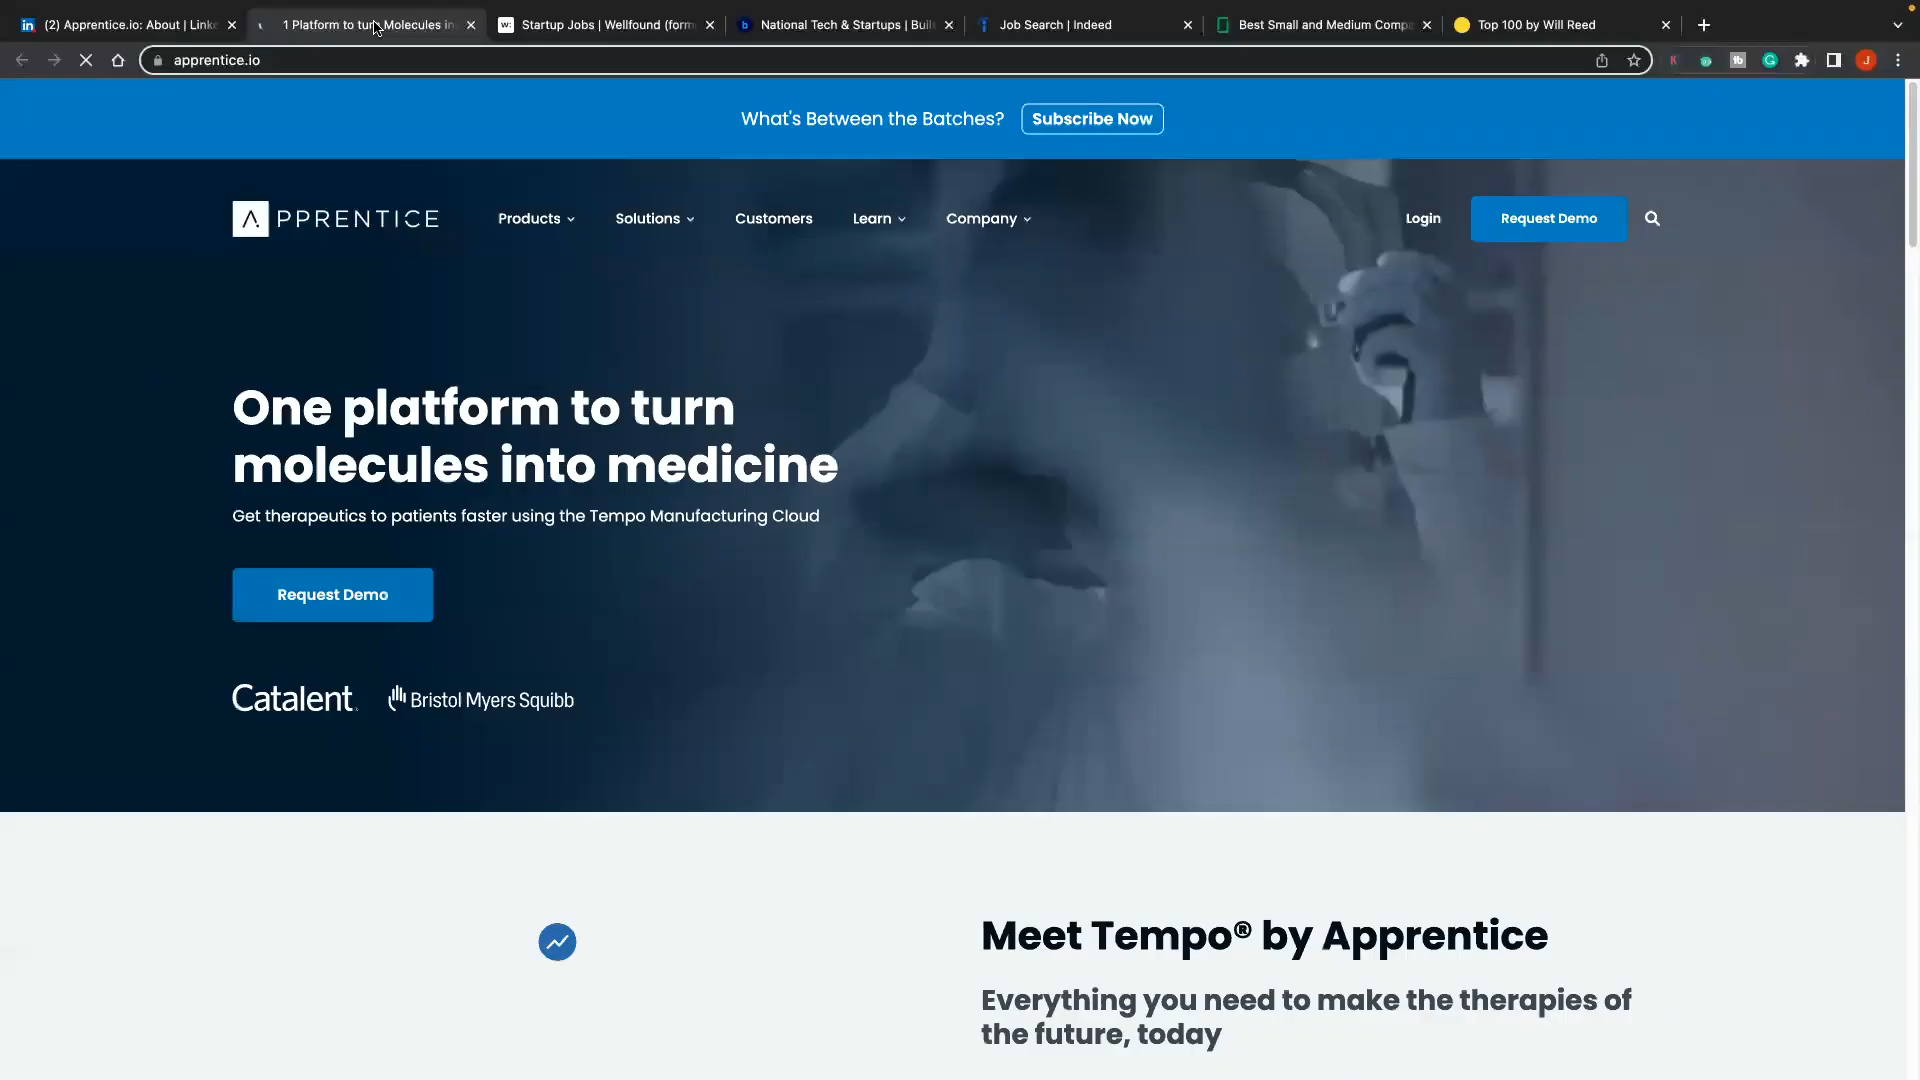 (2) Apprentice.io: About | Linke
1 Platform to turn Molecules in
Startup Jobs | Wellfound (form
National Tech & Startups | Buil
Job Search | Indeed
Best Small and Medium Compa
Top 100 by Will Reed
apprentice.io
What's Between the Batches? Subscribe Now
APPRENTICE Products Solutions Customers Learn Company Login Request Demo
One platform to turn
molecules into medicine
Get therapeutics to patients faster using the Tempo Manufacturing Cloud
Request Demo
Catalent Bristol Myers Squibb
Meet Tempo® by Apprentice
Everything you need to make the therapies of
the future, today